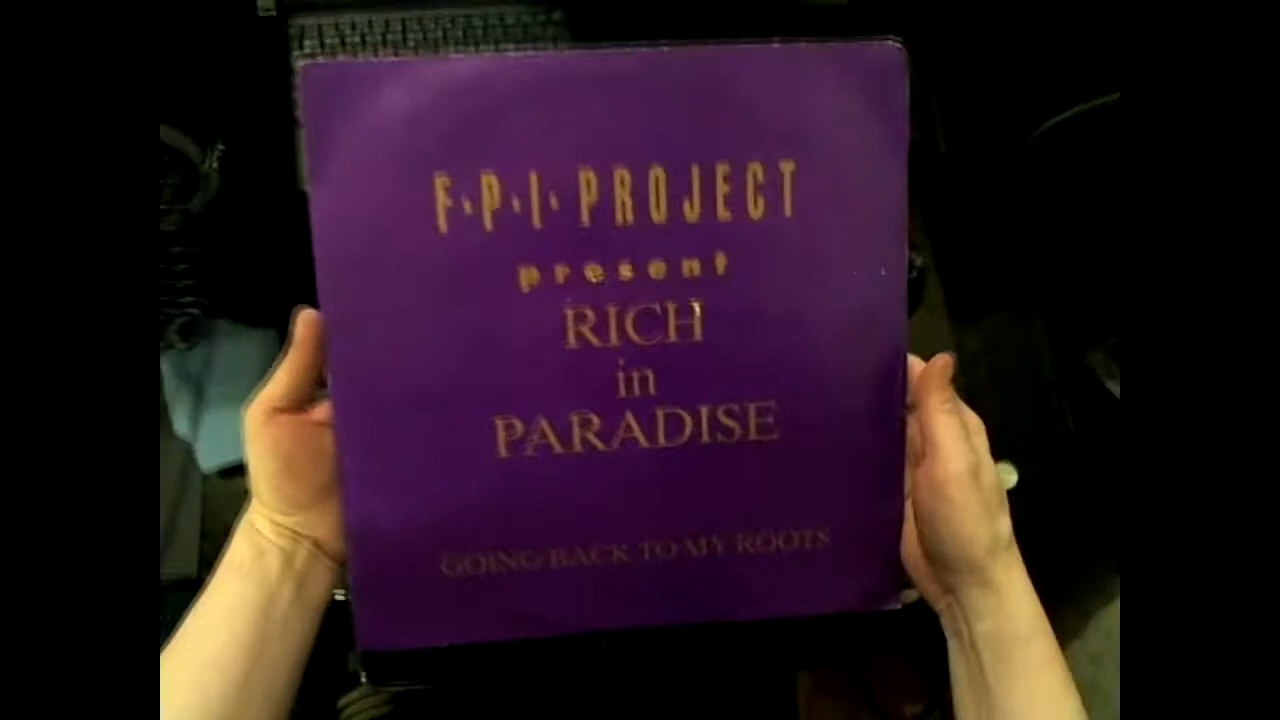 F·P·I· PROJECT
present
RICH
in
PARADISE
GOING BACK TO MY ROOTS